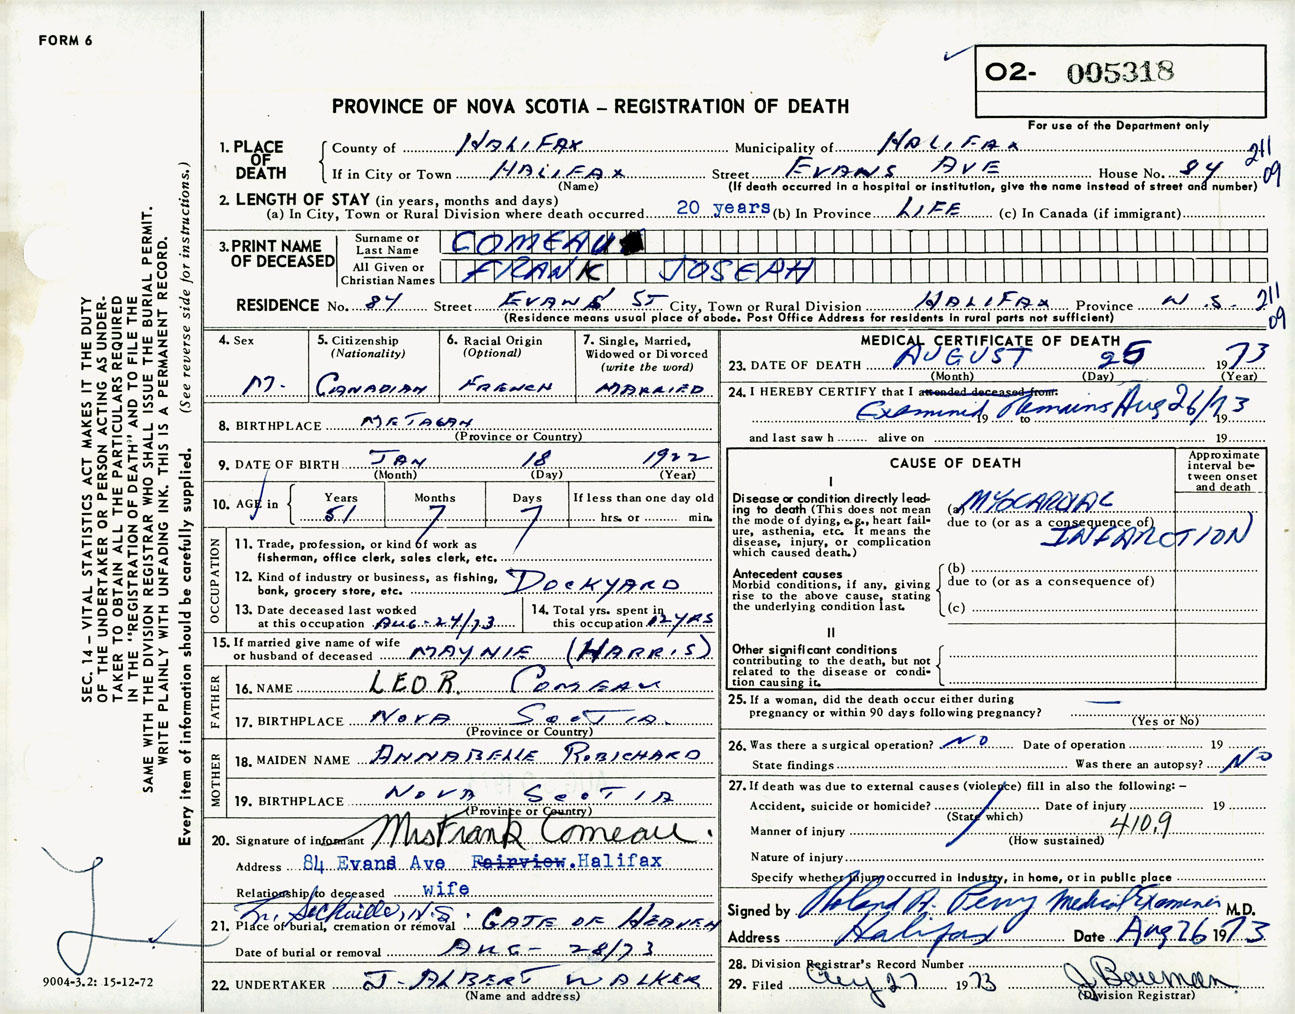 FORM 6
O2- 005318
PROVINCE OF NOVA SCOTIA – REGISTRATION OF DEATH
For use of the Department only
1. PLACE OF DEATH
County of HALIFAX Municipality of HALIFAX 211
If in City or Town HALIFAX Street EVANS AVE House No. 84 09
(Name) (If death occurred in a hospital or institution, give the name instead of street and number)
2. LENGTH OF STAY (in years, months and days)
(a) In City, Town or Rural Division where death occurred 20 years (b) In Province LIFE (c) In Canada (if immigrant)
3. PRINT NAME OF DECEASED
Surname or Last Name COMEAU
All Given or Christian Names FRANK JOSEPH
RESIDENCE No. 84 Street EVANS ST City, Town or Rural Division HALIFAX Province N.S. 211
(Residence means usual place of abode. Post Office Address for residents in rural parts not sufficient) 09
4. Sex
M.
5. Citizenship
(Nationality)
CANADIAN
6. Racial Origin
(Optional)
FRENCH
7. Single, Married,
Widowed or Divorced
(write the word)
MARRIED
8. BIRTHPLACE METAGAN
(Province or Country)
9. DATE OF BIRTH JAN 18 1922
(Month) (Day) (Year)
10. AGE in
Years Months Days If less than one day old
51 7 7 hrs. or min.
OCCUPATION
11. Trade, profession, or kind of work as
fisherman, office clerk, sales clerk, etc.
12. Kind of industry or business, as fishing,
bank, grocery store, etc. DOCKYARD
13. Date deceased last worked
at this occupation AUG-24/73
14. Total yrs. spent in
this occupation 12 YRS
15. If married give name of wife
or husband of deceased MAYNIE (HARRIS)
FATHER
16. NAME LEO R. COMEAU
17. BIRTHPLACE NOVA SCOTIA.
(Province or Country)
MOTHER
18. MAIDEN NAME ANNABELLE ROBICHARD
19. BIRTHPLACE NOVA SCOTIA
(Province or Country)
20. Signature of informant Mrs Frank Comeau.
Address 84 Evans Ave Fairview. Halifax
Relationship to deceased wife
Lr. Sackville, N.S.
21. Place of burial, cremation or removal GATE OF HEAVEN
Date of burial or removal AUG- 28/73
22. UNDERTAKER J- ALBERT WALKER
(Name and address)
MEDICAL CERTIFICATE OF DEATH
23. DATE OF DEATH AUGUST 25 1973
(Month) (Day) (Year)
24. I HEREBY CERTIFY that I attended deceased from:
Examined Remains Aug 26/73
19 to 19
and last saw h alive on 19
CAUSE OF DEATH
Approximate interval between onset and death
I
Disease or condition directly lead-
ing to death (This does not mean
the mode of dying, e.g., heart fail-
ure, asthenia, etc. It means the
disease, injury, or complication
which caused death.)
(a) MYOCARDIAL
due to (or as a consequence of)
INFARCTION
Antecedent causes
Morbid conditions, if any, giving
rise to the above cause, stating
the underlying condition last.
(b)
due to (or as a consequence of)
(c)
II
Other significant conditions
contributing to the death, but not
related to the disease or condi-
tion causing it.
25. If a woman, did the death occur either during
pregnancy or within 90 days following pregnancy? —
(Yes or No)
26. Was there a surgical operation? NO Date of operation 19
State findings Was there an autopsy? NO
27. If death was due to external causes (violence) fill in also the following: –
Accident, suicide or homicide? Date of injury 19
(State which)
Manner of injury 410.9
(How sustained)
Nature of injury
Specify whether injury occurred in Industry, in home, or in public place
Signed by Roland A. Perry Medical Examiner M.D.
Address Halifax Date Aug 26 1973
28. Division Registrar's Record Number
29. Filed Aug 27 1973 J. Bowman
(Division Registrar)
SEC. 14 – VITAL STATISTICS ACT MAKES IT THE DUTY
OF THE UNDERTAKER OR PERSON ACTING AS UNDER-
TAKER TO OBTAIN ALL THE PARTICULARS REQUIRED
IN THE "REGISTRATION OF DEATH" AND TO FILE THE
SAME WITH THE DIVISION REGISTRAR WHO SHALL ISSUE THE BURIAL PERMIT.
WRITE PLAINLY WITH UNFADING INK. THIS IS A PERMANENT RECORD.
Every item of information should be carefully supplied. (See reverse side for instructions.)
9004-3.2: 15-12-72